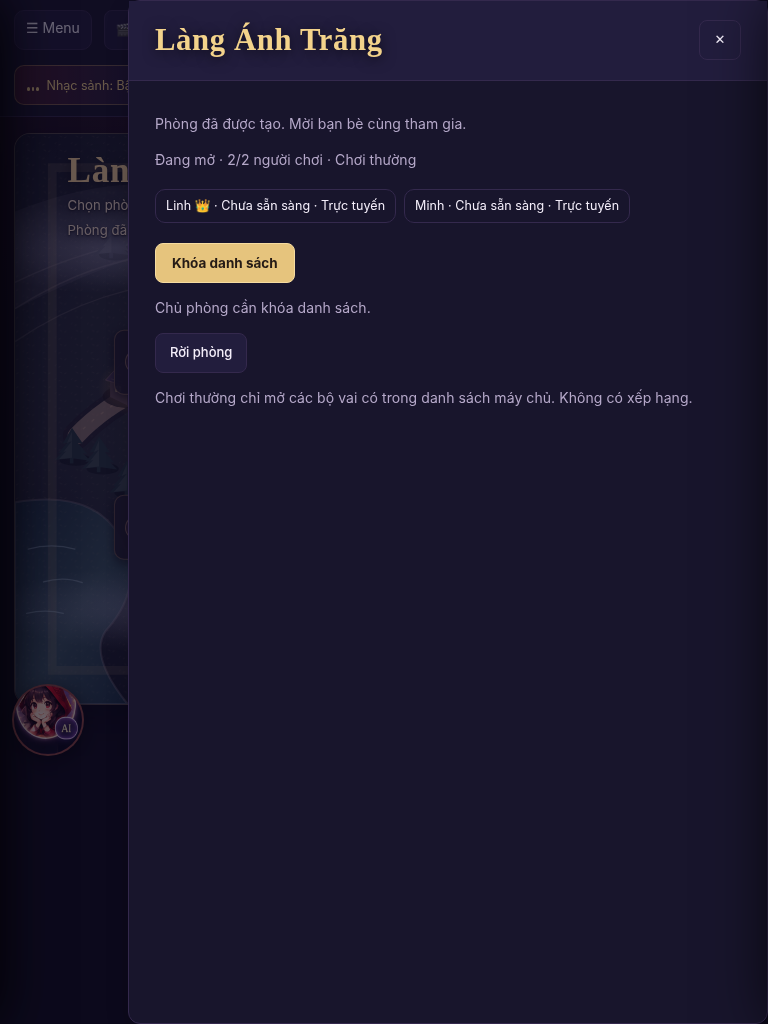 ☰ Menu
Làng Ánh Trăng
×
Nhạc sảnh:
Làn
Chọn
Phòng đã
Phòng đã được tạo. Mời bạn bè cùng tham gia.
Đang mở · 2/2 người chơi · Chơi thường
Linh 👑 · Chưa sẵn sàng · Trực tuyến
Minh · Chưa sẵn sàng · Trực tuyến
Khóa danh sách
Chủ phòng cần khóa danh sách.
Rời phòng
Chơi thường chỉ mở các bộ vai có trong danh sách máy chủ. Không có xếp hạng.
AI